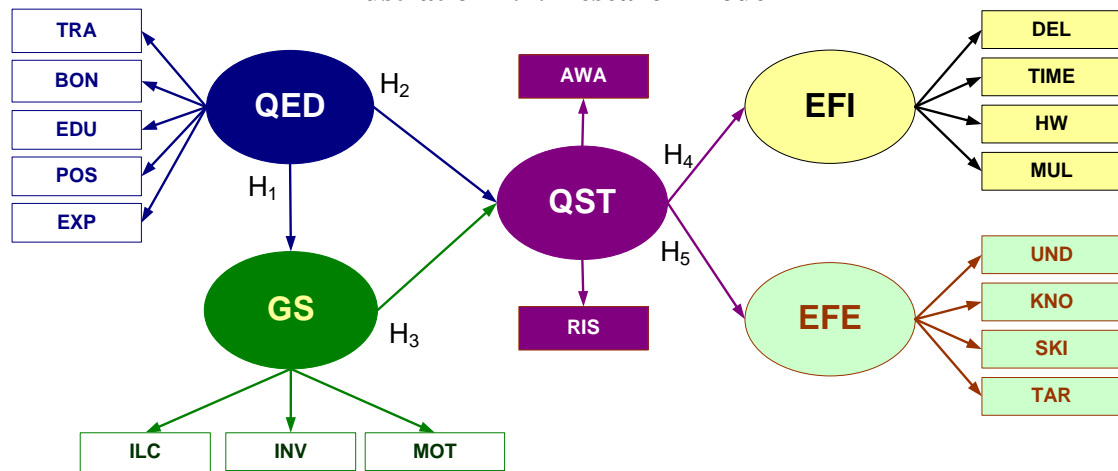 TRA
BON
EDU
POS
EXP
QED
H1
H2
GS
H3
ILC
INV
MOT
AWA
QST
RIS
H4
H5
EFI
DEL
TIME
HW
MUL
EFE
UND
KNO
SKI
TAR